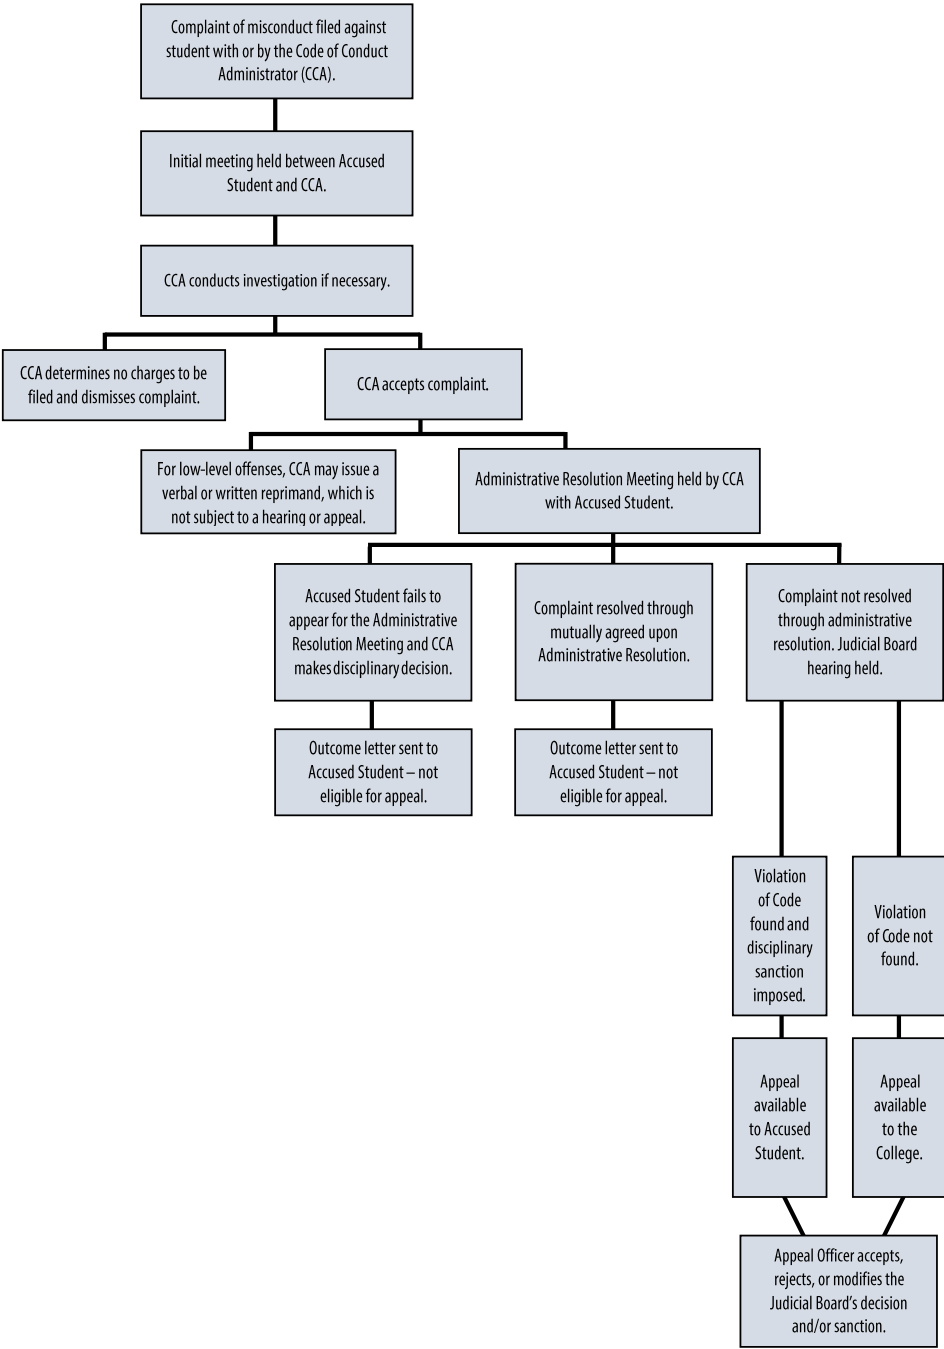 Complaint of misconduct filed against
student with or by the Code of Conduct
Administrator (CCA).
Initial meeting held between Accused
Student and CCA.
CCA conducts investigation if necessary.
CCA determines no charges to be
filed and dismisses complaint.
CCA accepts complaint.
For low-level offenses, CCA may issue a
verbal or written reprimand, which is
not subject to a hearing or appeal.
Administrative Resolution Meeting held by CCA
with Accused Student.
Accused Student fails to
appear for the Administrative
Resolution Meeting and CCA
makes disciplinary decision.
Complaint resolved through
mutually agreed upon
Administrative Resolution.
Complaint not resolved
through administrative
resolution. Judicial Board
hearing held.
Outcome letter sent to
Accused Student – not
eligible for appeal.
Outcome letter sent to
Accused Student – not
eligible for appeal.
Violation
of Code
found and
disciplinary
sanction
imposed.
Violation
of Code not
found.
Appeal
available
to Accused
Student.
Appeal
available
to the
College.
Appeal Officer accepts,
rejects, or modifies the
Judicial Board’s decision
and/or sanction.